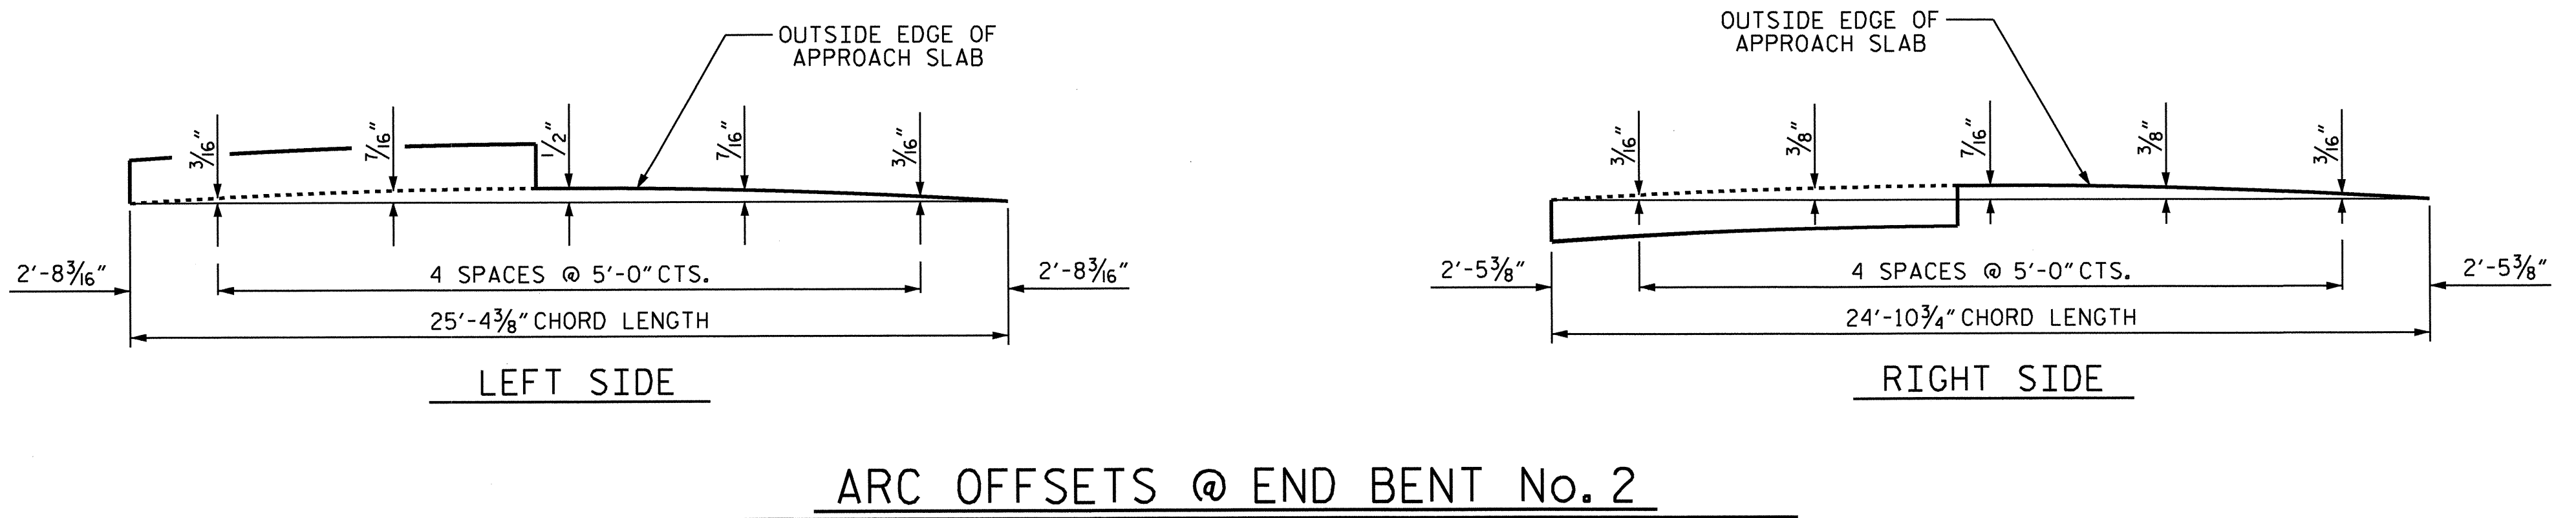 OUTSIDE EDGE OF
APPROACH SLAB
3/16"
7/16"
1/2"
7/16"
3/16"
2'-8 3/16"
4 SPACES @ 5'-0" CTS.
2'-8 3/16"
25'-4 3/8" CHORD LENGTH
LEFT SIDE
OUTSIDE EDGE OF
APPROACH SLAB
3/16"
3/8"
7/16"
3/8"
3/16"
2'-5 3/8"
4 SPACES @ 5'-0" CTS.
2'-5 3/8"
24'-10 3/4" CHORD LENGTH
RIGHT SIDE
ARC OFFSETS @ END BENT No. 2